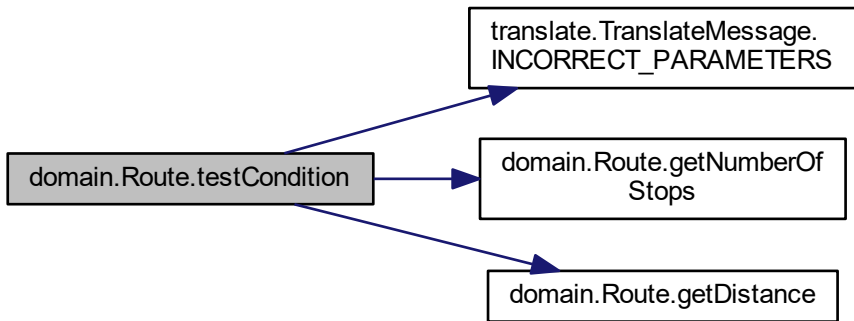 domain.Route.testCondition
translate.TranslateMessage.
INCORRECT_PARAMETERS
domain.Route.getNumberOf
Stops
domain.Route.getDistance